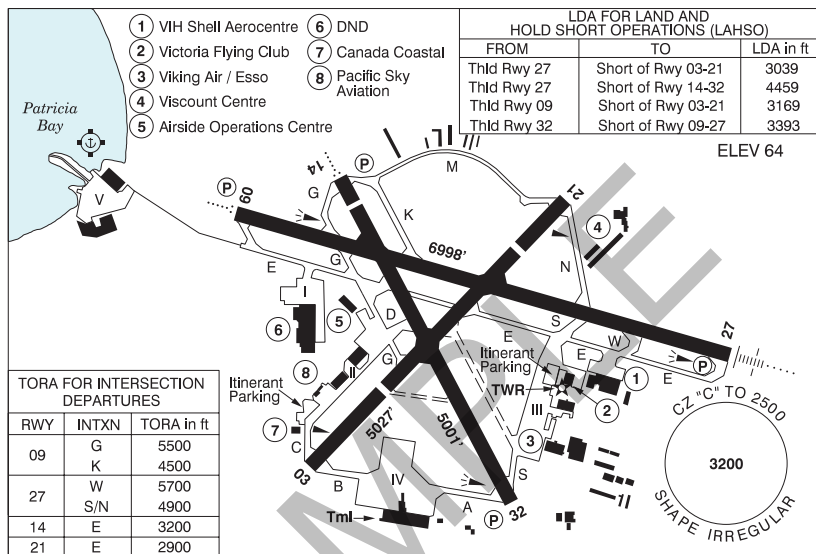 1 VIH Shell Aerocentre
2 Victoria Flying Club
3 Viking Air / Esso
4 Viscount Centre
5 Airside Operations Centre
6 DND
7 Canada Coastal
8 Pacific Sky
Aviation
LDA FOR LAND AND
HOLD SHORT OPERATIONS (LAHSO)
FROM TO LDA in ft
Thld Rwy 27 Short of Rwy 03-21 3039
Thld Rwy 27 Short of Rwy 14-32 4459
Thld Rwy 09 Short of Rwy 03-21 3169
Thld Rwy 32 Short of Rwy 09-27 3393
ELEV 64
Patricia
Bay
V
P
09
14
P
G
K
M
21
4
N
6998'
E
G
I
6
5
D
G
8
II
Itinerant
Parking
7
C
5027'
03
B
IV
Tml
A
5001'
32
P
S
E
S
W
E
E
27
P
Itinerant
Parking
TWR
III
1
2
3
CZ "C" TO 2500
3200
SHAPE IRREGULAR
TORA FOR INTERSECTION
DEPARTURES
RWY INTXN TORA in ft
09 G 5500
K 4500
27 W 5700
S/N 4900
14 E 3200
21 E 2900